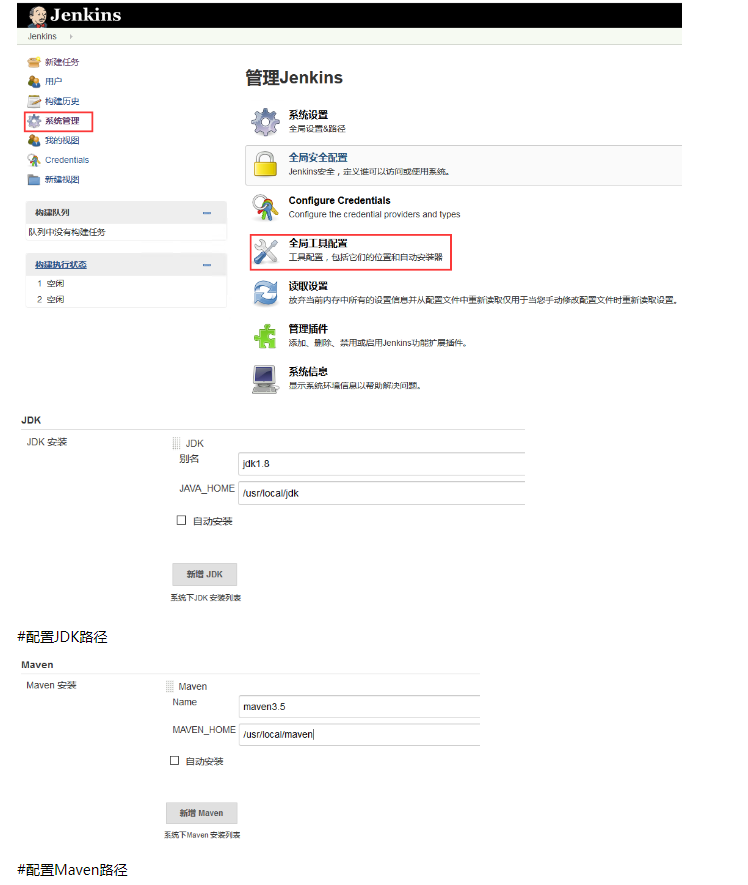 Jenkins
Jenkins
新建任务
用户
构建历史
系统管理
我的视图
Credentials
新建视图
构建队列
队列中没有构建任务
构建执行状态
1 空闲
2 空闲
管理Jenkins
系统设置
全局设置&路径
全局安全配置
Jenkins安全，定义谁可以访问或使用系统。
Configure Credentials
Configure the credential providers and types
全局工具配置
工具配置，包括它们的位置和自动安装器
读取设置
放弃当前内存中所有的设置信息并从配置文件中重新读取仅用于当您手动修改配置文件时重新读取设置。
管理插件
添加、删除、禁用或启用Jenkins功能扩展插件。
系统信息
显示系统环境信息以帮助解决问题。
JDK
JDK 安装
JDK
别名
jdk1.8
JAVA_HOME
/usr/local/jdk
自动安装
新增 JDK
系统下JDK 安装列表
#配置JDK路径
Maven
Maven 安装
Maven
Name
maven3.5
MAVEN_HOME
/usr/local/maven
自动安装
新增 Maven
系统下Maven 安装列表
#配置Maven路径